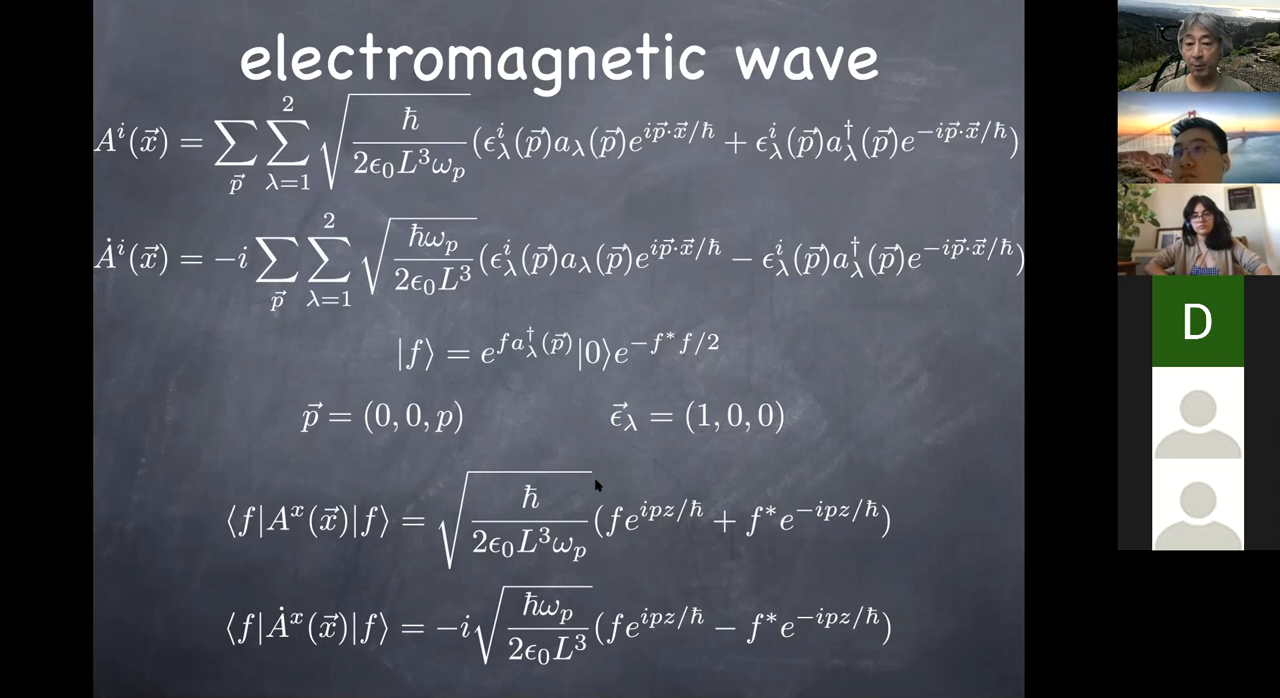 electromagnetic wave
$A^i(\vec{x}) = \sum_{\vec{p}} \sum_{\lambda=1}^{2} \sqrt{\frac{\hbar}{2\epsilon_0 L^3 \omega_p}} (\epsilon^i_\lambda(\vec{p}) a_\lambda(\vec{p}) e^{i\vec{p}\cdot\vec{x}/\hbar} + \epsilon^i_\lambda(\vec{p}) a^\dagger_\lambda(\vec{p}) e^{-i\vec{p}\cdot\vec{x}/\hbar})$
$\dot{A}^i(\vec{x}) = -i \sum_{\vec{p}} \sum_{\lambda=1}^{2} \sqrt{\frac{\hbar\omega_p}{2\epsilon_0 L^3}} (\epsilon^i_\lambda(\vec{p}) a_\lambda(\vec{p}) e^{i\vec{p}\cdot\vec{x}/\hbar} - \epsilon^i_\lambda(\vec{p}) a^\dagger_\lambda(\vec{p}) e^{-i\vec{p}\cdot\vec{x}/\hbar})$
$|f\rangle = e^{f a^\dagger_\lambda(\vec{p})} |0\rangle e^{-f^* f/2}$
$\vec{p} = (0,0,p)$ $\vec{\epsilon}_\lambda = (1,0,0)$
$\langle f|A^x(\vec{x})|f\rangle = \sqrt{\frac{\hbar}{2\epsilon_0 L^3 \omega_p}} (f e^{ipz/\hbar} + f^* e^{-ipz/\hbar})$
$\langle f|\dot{A}^x(\vec{x})|f\rangle = -i \sqrt{\frac{\hbar\omega_p}{2\epsilon_0 L^3}} (f e^{ipz/\hbar} - f^* e^{-ipz/\hbar})$
D